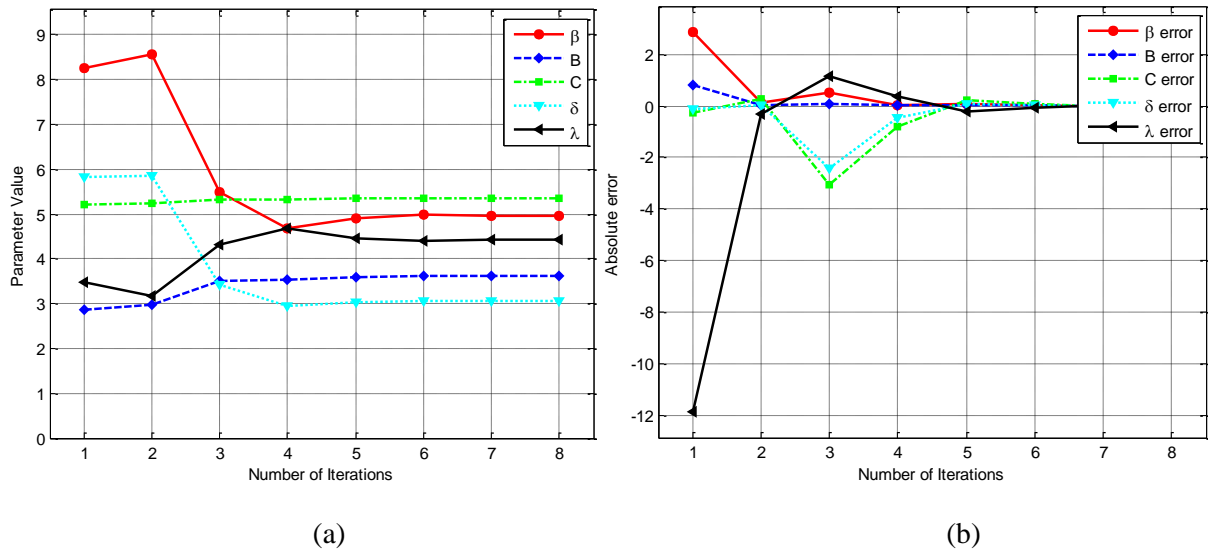 9
8
7
6
5
4
3
2
1
0
Parameter Value
1 2 3 4 5 6 7 8
Number of Iterations
β
B
C
δ
λ
(a)
2
0
-2
-4
-6
-8
-10
-12
Absolute error
1 2 3 4 5 6 7 8
Number of Iterations
β error
B error
C error
δ error
λ error
(b)